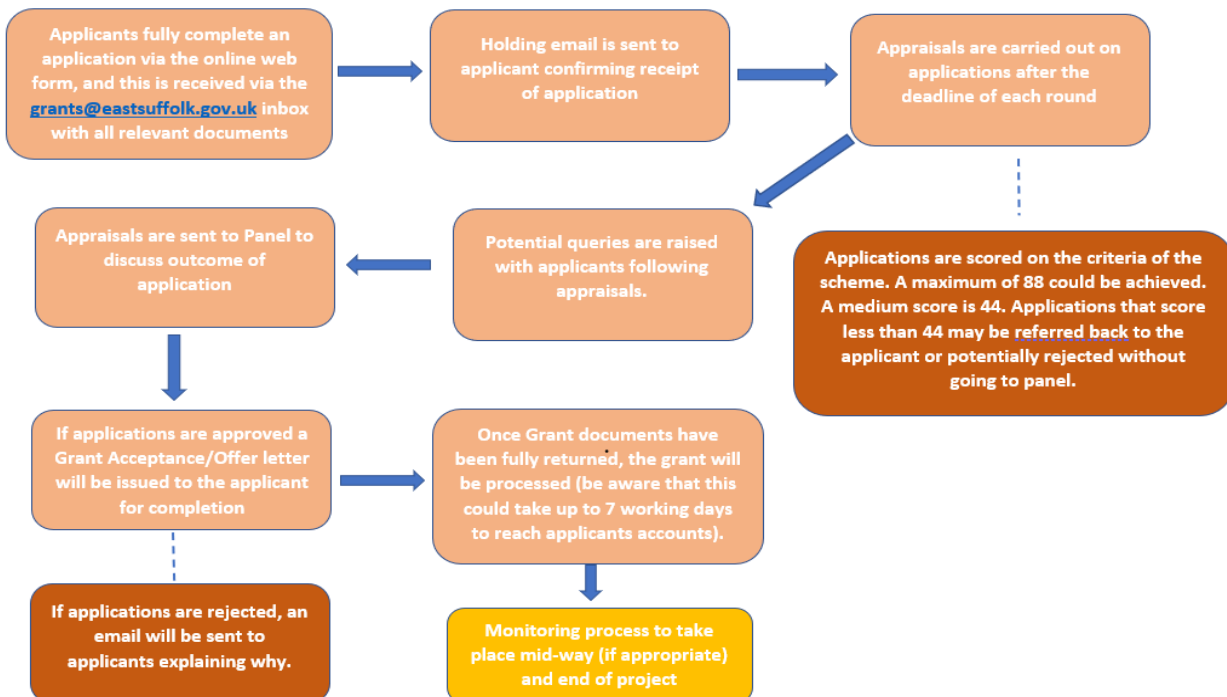 Applicants fully complete an
application via the online web
form, and this is received via the
grants@eastsuffolk.gov.uk inbox
with all relevant documents
Holding email is sent to
applicant confirming receipt
of application
Appraisals are carried out on
applications after the
deadline of each round
Applications are scored on the criteria of the
scheme. A maximum of 88 could be achieved.
A medium score is 44. Applications that score
less than 44 may be referred back to the
applicant or potentially rejected without
going to panel.
Potential queries are raised
with applicants following
appraisals.
Appraisals are sent to Panel to
discuss outcome of
application
If applications are approved a
Grant Acceptance/Offer letter
will be issued to the applicant
for completion
If applications are rejected, an
email will be sent to
applicants explaining why.
Once Grant documents have
been fully returned, the grant will
be processed (be aware that this
could take up to 7 working days
to reach applicants accounts).
Monitoring process to take
place mid-way (if appropriate)
and end of project